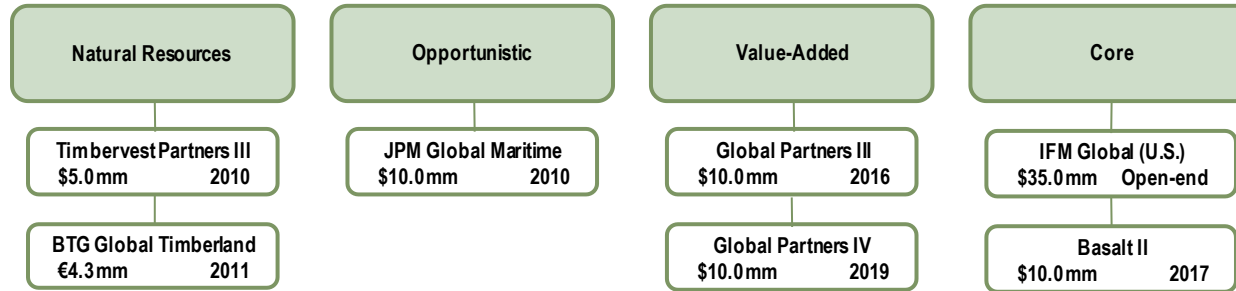 Natural Resources
Opportunistic
Value-Added
Core
Timbervest Partners III
$5.0mm 2010
JPM Global Maritime
$10.0mm 2010
Global Partners III
$10.0mm 2016
IFM Global (U.S.)
$35.0mm Open-end
BTG Global Timberland
€4.3mm 2011
Global Partners IV
$10.0mm 2019
Basalt II
$10.0mm 2017